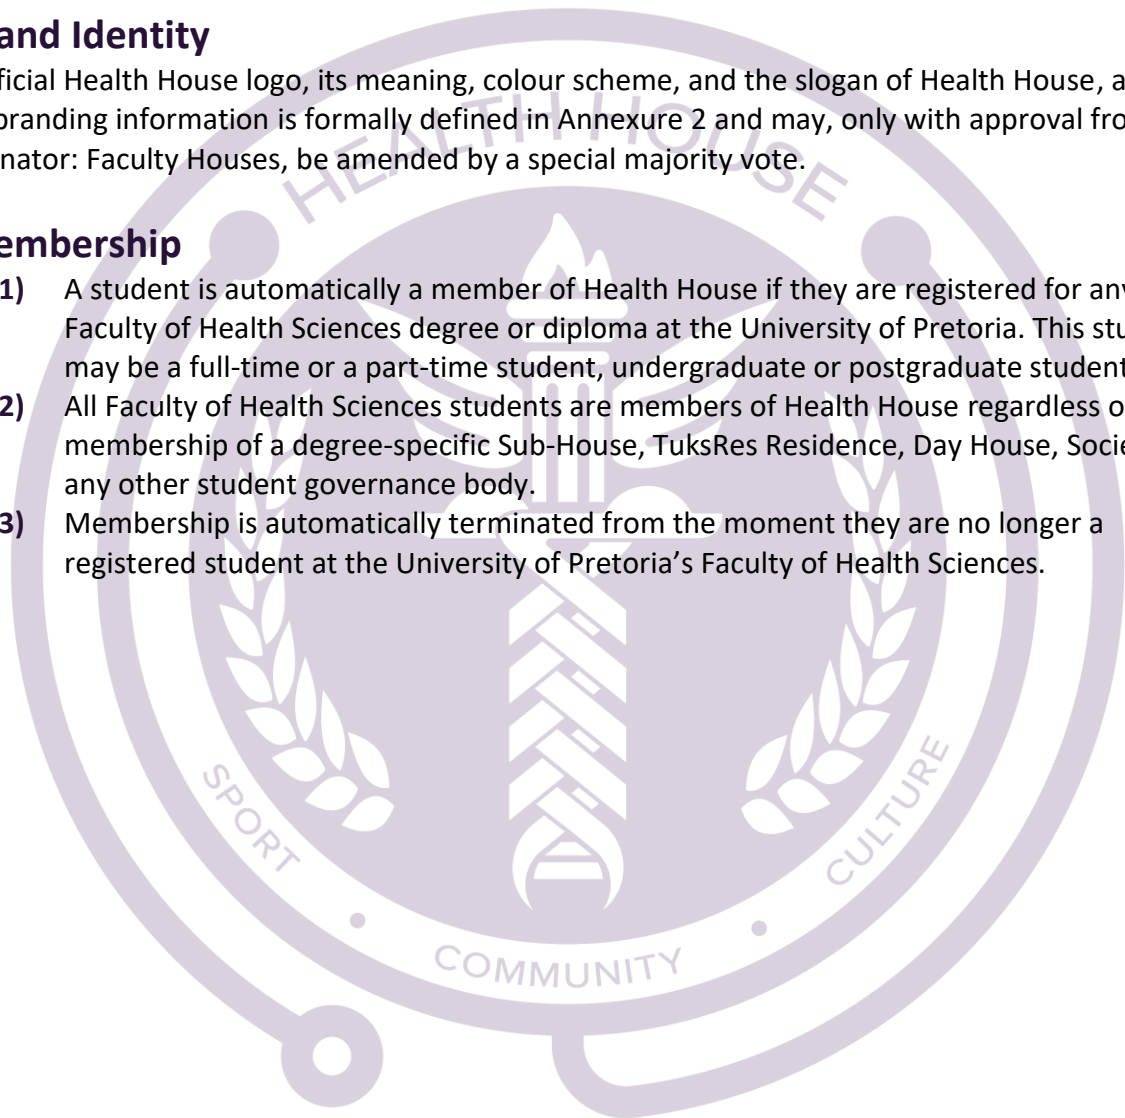 and Identity
ficial Health House logo, its meaning, colour scheme, and the slogan of Health House, a
branding information is formally defined in Annexure 2 and may, only with approval fro
nator: Faculty Houses, be amended by a special majority vote.
HEALTH HOUSE
embership
1) A student is automatically a member of Health House if they are registered for any
Faculty of Health Sciences degree or diploma at the University of Pretoria. This stu
may be a full-time or a part-time student, undergraduate or postgraduate student
2) All Faculty of Health Sciences students are members of Health House regardless o
membership of a degree-specific Sub-House, TuksRes Residence, Day House, Socie
any other student governance body.
3) Membership is automatically terminated from the moment they are no longer a
registered student at the University of Pretoria’s Faculty of Health Sciences.
SPORT
•
COMMUNITY
•
CULTURE